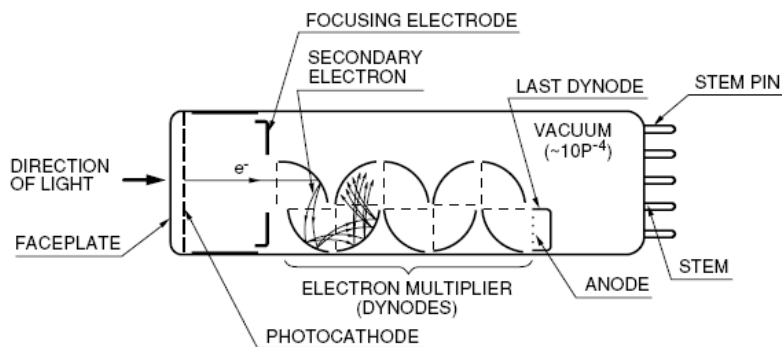 FOCUSING ELECTRODE
SECONDARY
ELECTRON
LAST DYNODE
STEM PIN
VACUUM
(~10P⁻⁴)
DIRECTION
OF LIGHT
e⁻
FACEPLATE
STEM
ELECTRON MULTIPLIER
(DYNODES)
ANODE
PHOTOCATHODE